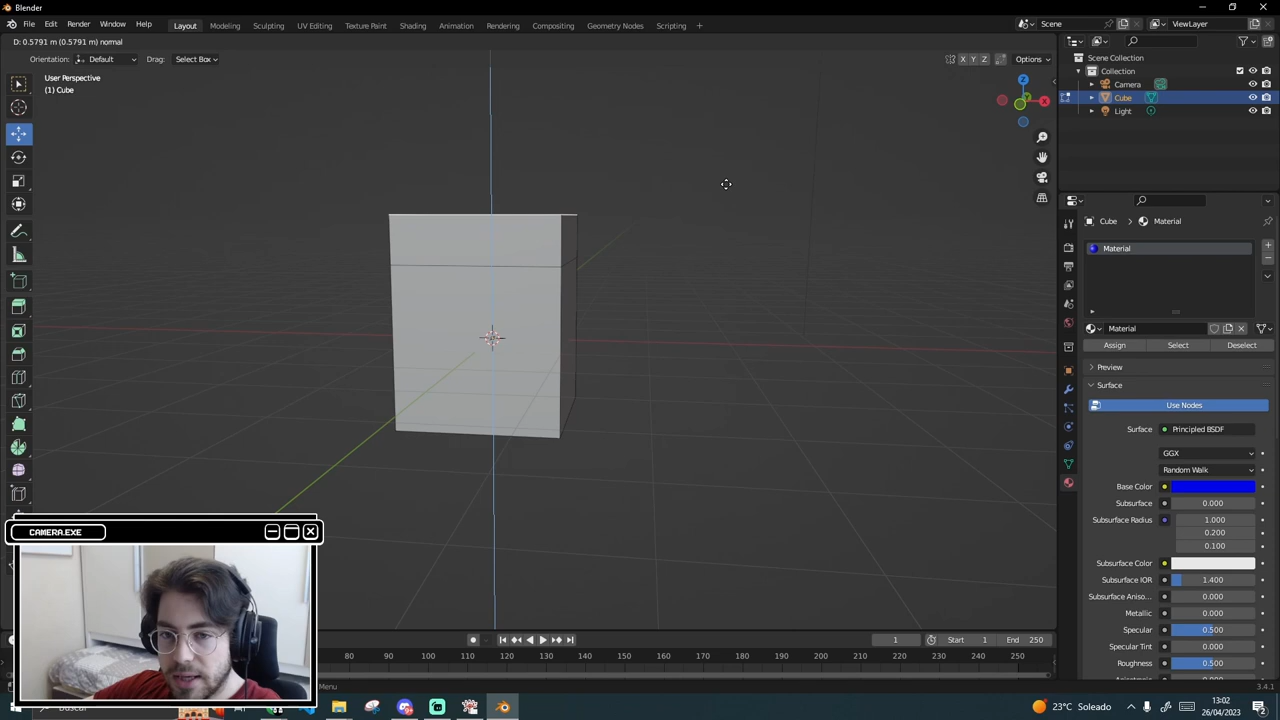 Blender
File Edit Render Window Help Layout Modeling Sculpting UV Editing Texture Paint Shading Animation Rendering Compositing Geometry Nodes Scripting + Scene ViewLayer
D: 0.5791 m (0.5791 m) normal
Orientation: Default Drag: Select Box X Y Z Options
User Perspective
(1) Cube
Z
X
Scene Collection
Collection
Camera
Cube
Light
Cube > Material
Material
Material
Assign Select Deselect
Preview
Surface
Use Nodes
Surface Principled BSDF
GGX
Random Walk
Base Color
Subsurface 0.000
Subsurface Radius 1.000
0.200
0.100
Subsurface Color
Subsurface IOR 1.400
Subsurface Aniso... 0.000
Metallic 0.000
Specular 0.500
Specular Tint 0.000
Roughness 0.500
CAMERA.EXE
1 Start 1 End 250
80 90 100 110 120 130 140 150 160 170 180 190 200 210 220 230 240 250
Menu
3.4.1
23°C Soleado
13:02
26/04/2023
2